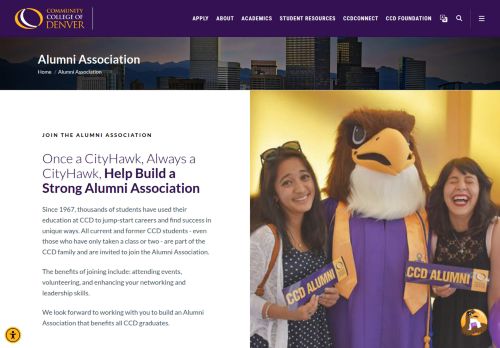 COMMUNITY
COLLEGE OF
DENVER
APPLY ABOUT ACADEMICS STUDENT RESOURCES CCDCONNECT CCD FOUNDATION
Alumni Association
Home / Alumni Association
JOIN THE ALUMNI ASSOCIATION
Once a CityHawk, Always a
CityHawk, Help Build a
Strong Alumni Association
Since 1967, thousands of students have used their
education at CCD to jump-start careers and find success in
unique ways. All current and former CCD students - even
those who have only taken a class or two - are part of the
CCD family and are invited to join the Alumni Association.
The benefits of joining include: attending events,
volunteering, and enhancing your networking and
leadership skills.
We look forward to working with you to build an Alumni
Association that benefits all CCD graduates.
CCD ALUMNI
CCD ALUMNI